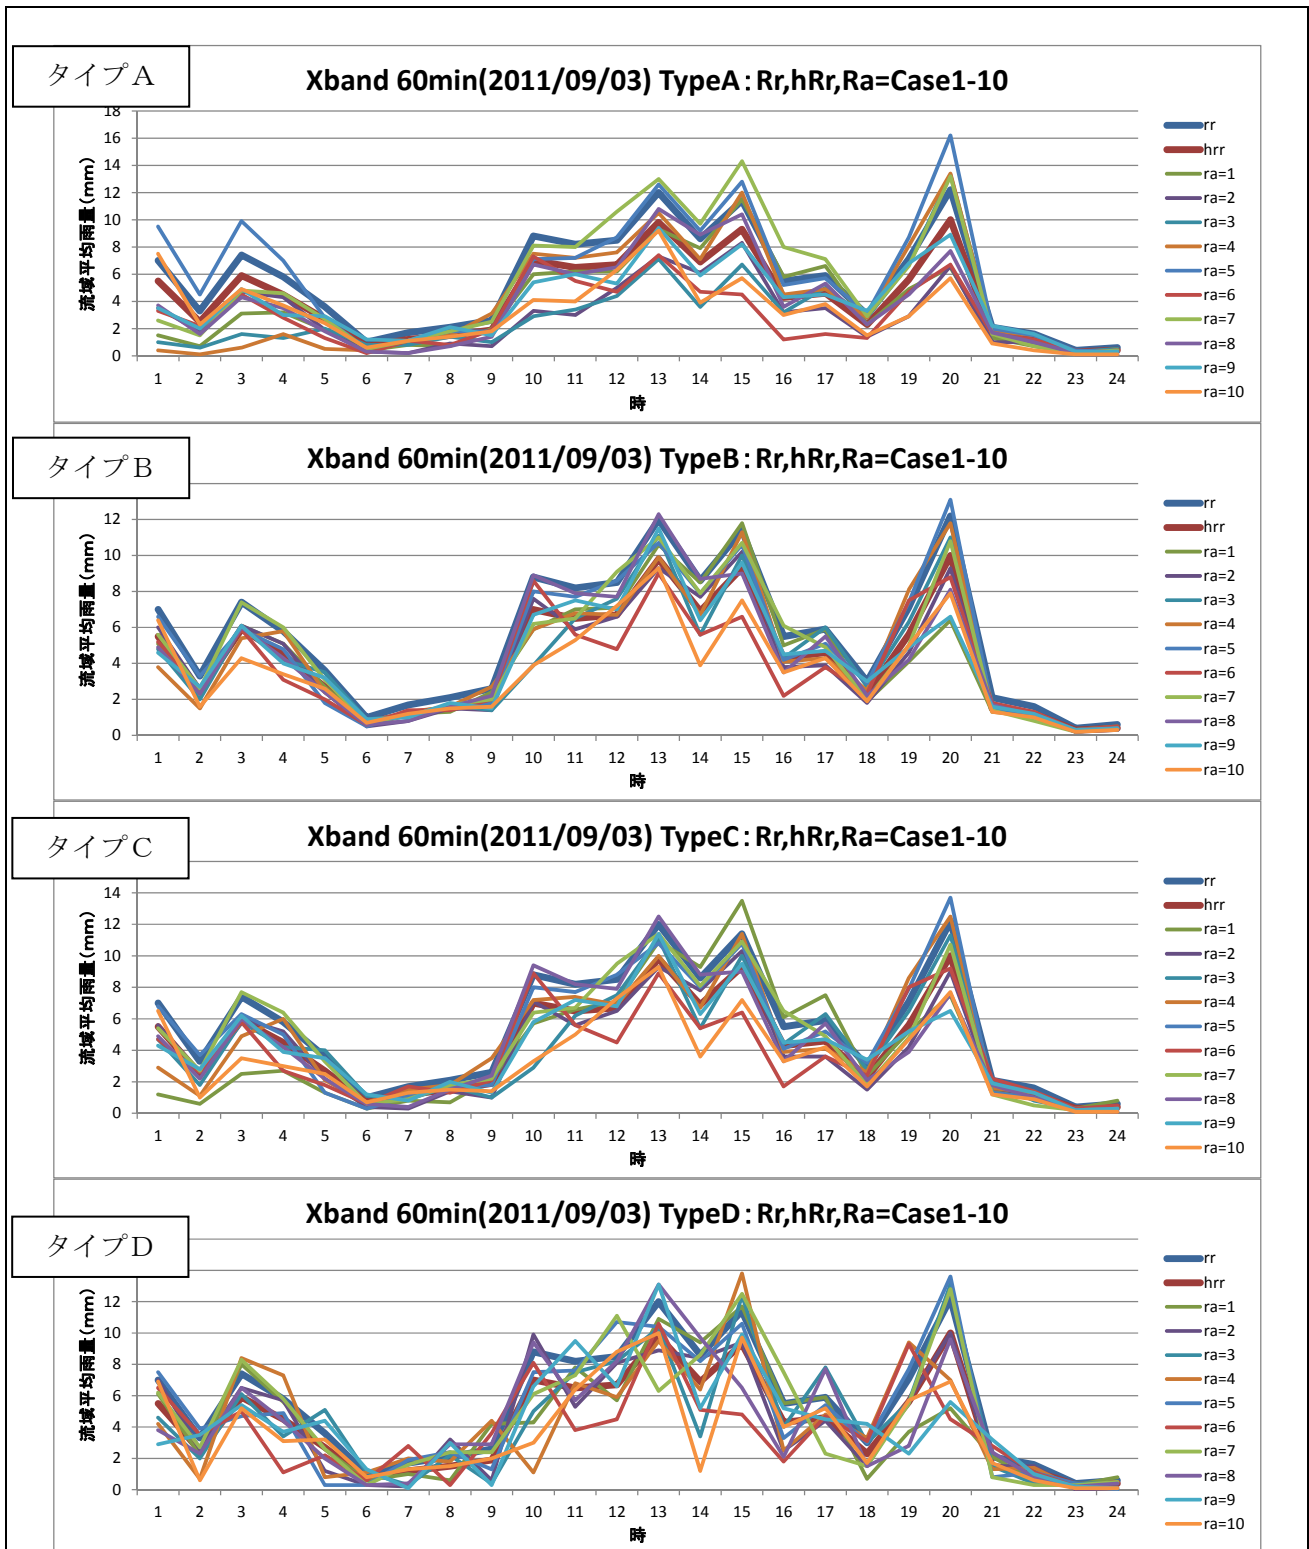 タイプA
Xband 60min(2011/09/03) TypeA:Rr,hRr,Ra=Case1-10
流域平均雨量(mm)
18
16
14
12
10
8
6
4
2
0
1 2 3 4 5 6 7 8 9 10 11 12 13 14 15 16 17 18 19 20 21 22 23 24
時
rr
hrr
ra=1
ra=2
ra=3
ra=4
ra=5
ra=6
ra=7
ra=8
ra=9
ra=10
タイプB
Xband 60min(2011/09/03) TypeB:Rr,hRr,Ra=Case1-10
流域平均雨量(mm)
12
10
8
6
4
2
0
1 2 3 4 5 6 7 8 9 10 11 12 13 14 15 16 17 18 19 20 21 22 23 24
時
rr
hrr
ra=1
ra=2
ra=3
ra=4
ra=5
ra=6
ra=7
ra=8
ra=9
ra=10
タイプC
Xband 60min(2011/09/03) TypeC:Rr,hRr,Ra=Case1-10
流域平均雨量(mm)
14
12
10
8
6
4
2
0
1 2 3 4 5 6 7 8 9 10 11 12 13 14 15 16 17 18 19 20 21 22 23 24
時
rr
hrr
ra=1
ra=2
ra=3
ra=4
ra=5
ra=6
ra=7
ra=8
ra=9
ra=10
タイプD
Xband 60min(2011/09/03) TypeD:Rr,hRr,Ra=Case1-10
流域平均雨量(mm)
12
10
8
6
4
2
0
1 2 3 4 5 6 7 8 9 10 11 12 13 14 15 16 17 18 19 20 21 22 23 24
時
rr
hrr
ra=1
ra=2
ra=3
ra=4
ra=5
ra=6
ra=7
ra=8
ra=9
ra=10